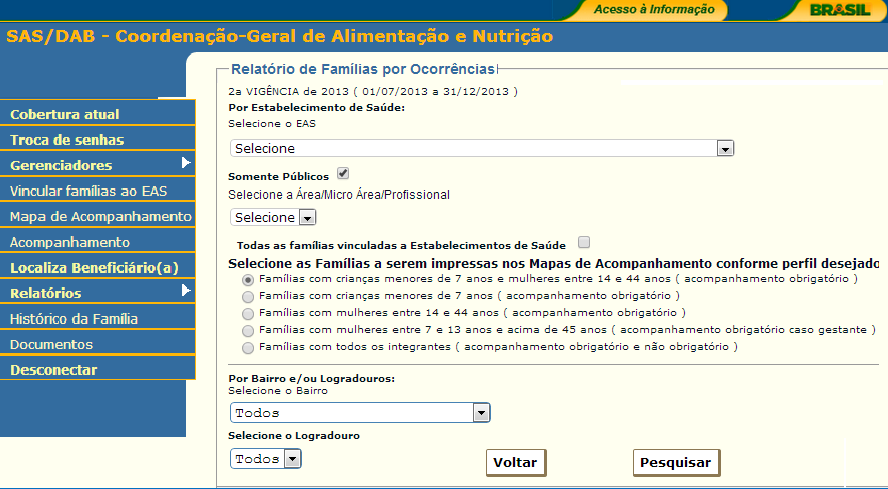 Acesso à Informação
BRASIL
SAS/DAB - Coordenação-Geral de Alimentação e Nutrição
Cobertura atual
Troca de senhas
Gerenciadores
Vincular famílias ao EAS
Mapa de Acompanhamento
Acompanhamento
Localiza Beneficiário(a)
Relatórios
Histórico da Família
Documentos
Desconectar
Relatório de Famílias por Ocorrências
2a VIGÊNCIA de 2013 ( 01/07/2013 a 31/12/2013 )
Por Estabelecimento de Saúde:
Selecione o EAS
Selecione
Somente Públicos
Selecione a Área/Micro Área/Profissional
Selecione
Todas as famílias vinculadas a Estabelecimentos de Saúde
Selecione as Famílias a serem impressas nos Mapas de Acompanhamento conforme perfil desejado
Famílias com crianças menores de 7 anos e mulheres entre 14 e 44 anos ( acompanhamento obrigatório )
Famílias com crianças menores de 7 anos ( acompanhamento obrigatório )
Famílias com mulheres entre 14 e 44 anos ( acompanhamento obrigatório )
Famílias com mulheres entre 7 e 13 anos e acima de 45 anos ( acompanhamento obrigatório caso gestante )
Famílias com todos os integrantes ( acompanhamento obrigatório e não obrigatório )
Por Bairro e/ou Logradouros:
Selecione o Bairro
Todos
Selecione o Logradouro
Todos
Voltar
Pesquisar